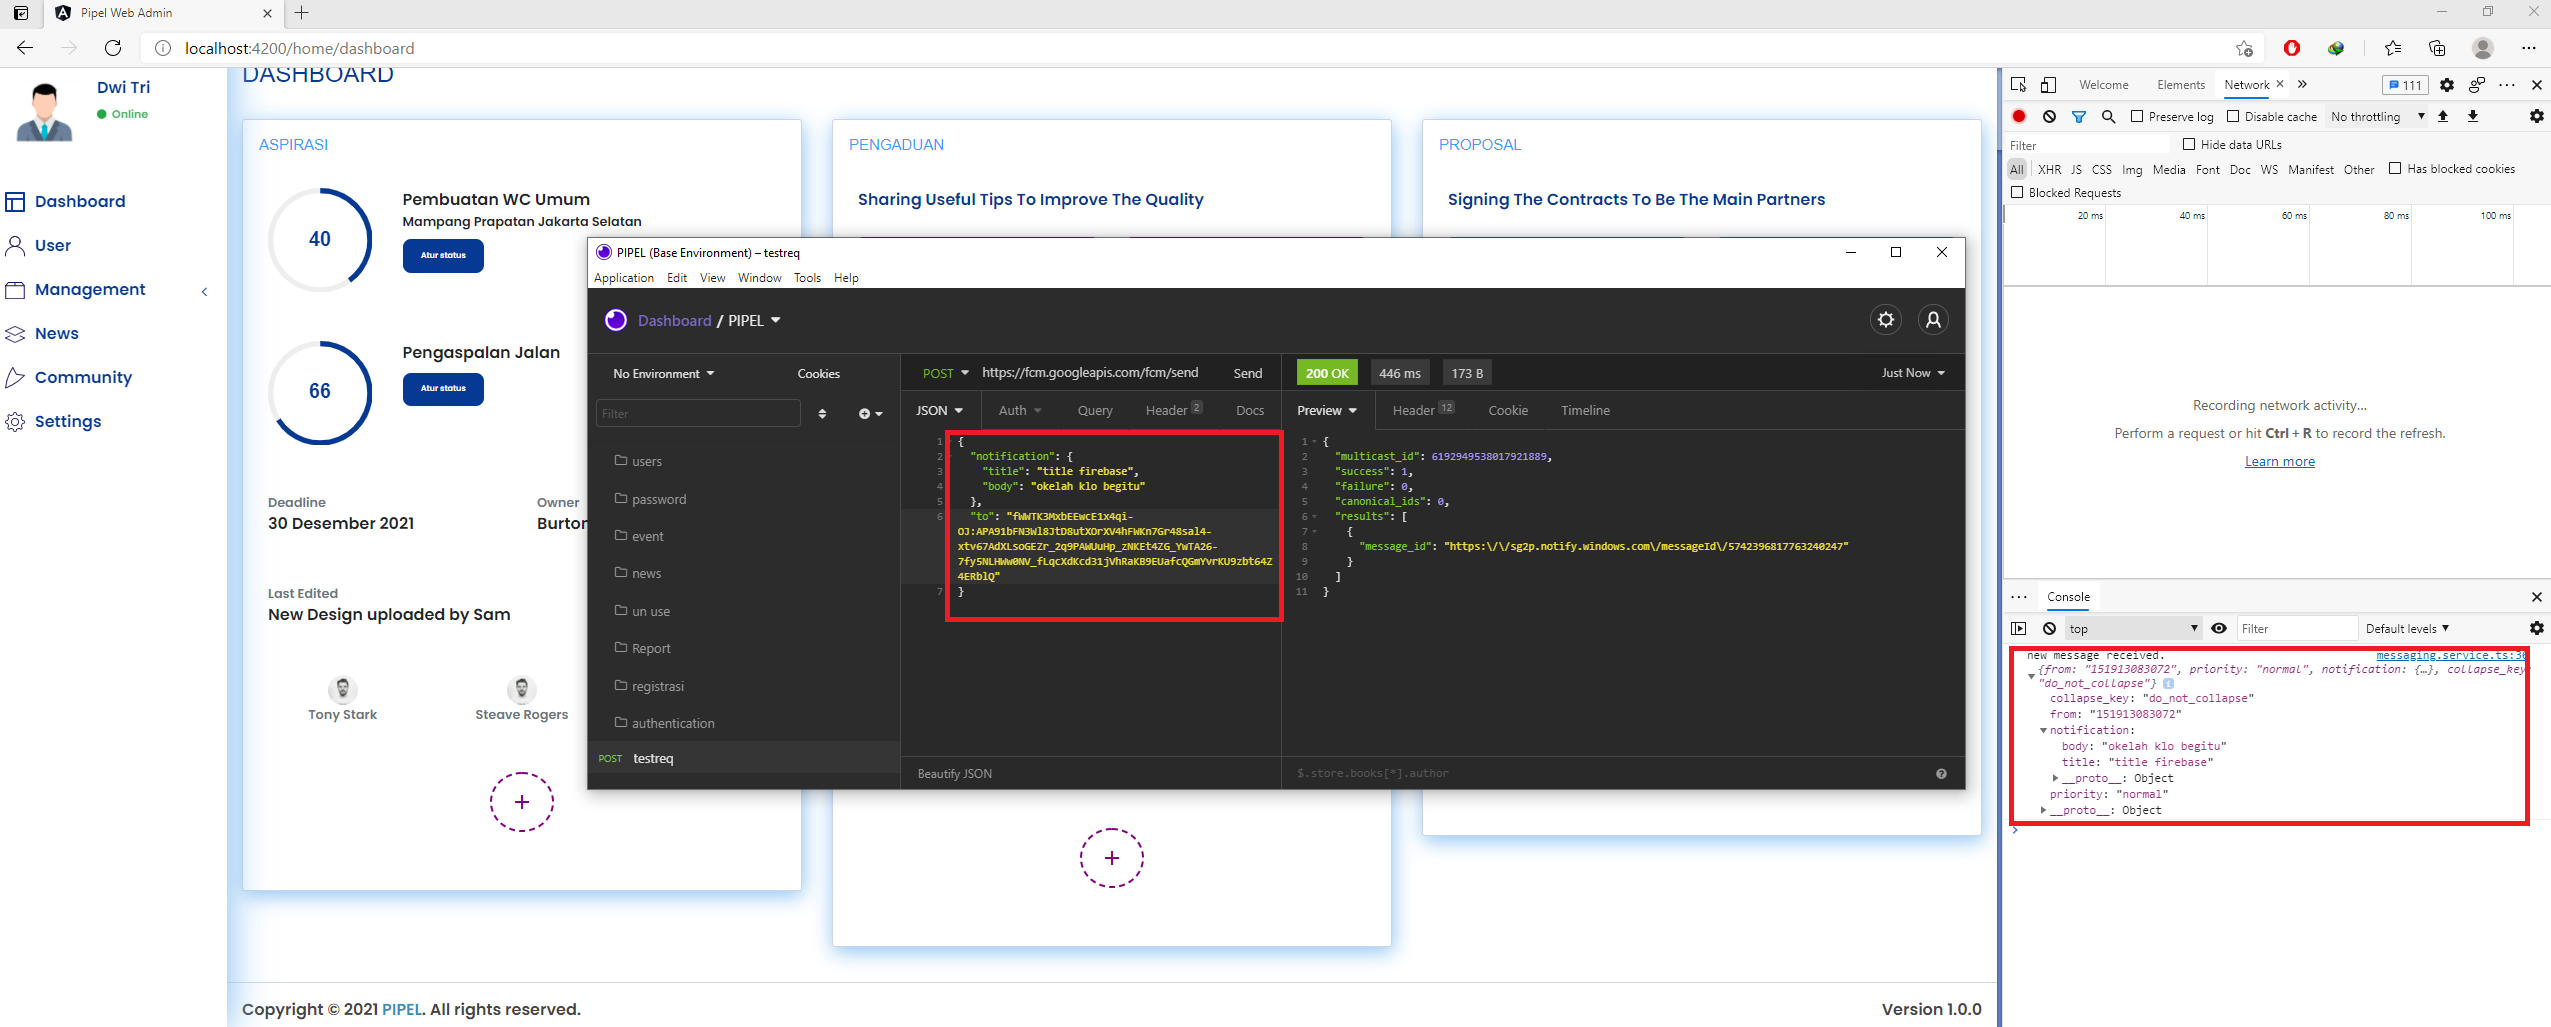 Pipel Web Admin
localhost:4200/home/dashboard
Dwi Tri
Online
Dashboard
User
Management
News
Community
Settings
DASHBOARD
ASPIRASI
40
Pembuatan WC Umum
Mampang Prapatan Jakarta Selatan
Atur status
66
Pengaspalan Jalan
Atur status
Deadline
30 Desember 2021
Owner
Burton
Last Edited
New Design uploaded by Sam
Tony Stark
Steave Rogers
+
PENGADUAN
Sharing Useful Tips To Improve The Quality
+
PROPOSAL
Signing The Contracts To Be The Main Partners
PIPEL (Base Environment) – testreq
Application Edit View Window Tools Help
Dashboard / PIPEL
No Environment Cookies
Filter
users
password
event
news
un use
Report
registrasi
authentication
POST testreq
POST https://fcm.googleapis.com/fcm/send Send
JSON Auth Query Header 2 Docs
1 {
2 "notification": {
3 "title": "title firebase",
4 "body": "okelah klo begitu"
5 },
6 "to": "fWWTK3MxbEEwcE1x4qi-
OJ:APA91bFN3Wl8JtD8utXOrXV4hFWKn7Gr48sal4-
xtv67AdXLsoGEZr_2q9PAWUuHp_zNKEt4ZG_YwTA26-
7fy5NLHWw0NV_fLqcXdKcd31jVhRaKB9EUafcQGmYvrKU9zbt64Z
4ERblQ"
7 }
Beautify JSON
200 OK 446 ms 173 B Just Now
Preview Header 12 Cookie Timeline
1 {
2 "multicast_id": 6192949538017921889,
3 "success": 1,
4 "failure": 0,
5 "canonical_ids": 0,
6 "results": [
7 {
8 "message_id": "https:\/\/sg2p.notify.windows.com\/messageId\/5742396817763240247"
9 }
10 ]
11 }
$.store.books[*].author
Copyright © 2021 PIPEL. All rights reserved.
Version 1.0.0
Welcome Elements Network 111
Preserve log Disable cache No throttling
Filter Hide data URLs
All XHR JS CSS Img Media Font Doc WS Manifest Other Has blocked cookies
Blocked Requests
20 ms 40 ms 60 ms 80 ms 100 ms
Recording network activity...
Perform a request or hit Ctrl + R to record the refresh.
Learn more
Console
top Filter Default levels
new message received. messaging.service.ts:36
{from: "151913083072", priority: "normal", notification: {…}, collapse_key:
"do_not_collapse"} i
collapse_key: "do_not_collapse"
from: "151913083072"
notification:
body: "okelah klo begitu"
title: "title firebase"
__proto__: Object
priority: "normal"
__proto__: Object